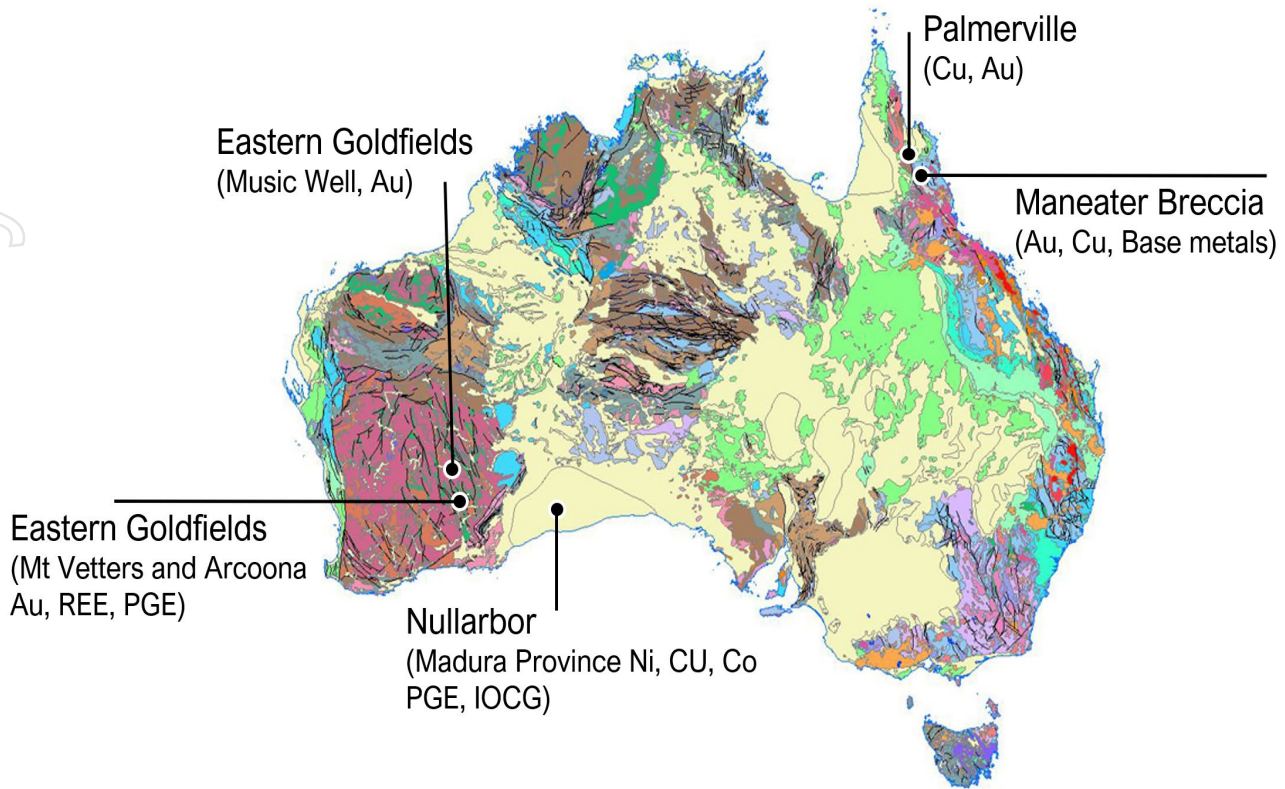 Palmerville
(Cu, Au)
Eastern Goldfields
(Music Well, Au)
Maneater Breccia
(Au, Cu, Base metals)
Eastern Goldfields
(Mt Vetters and Arcoona
Au, REE, PGE)
Nullarbor
(Madura Province Ni, CU, Co
PGE, IOCG)